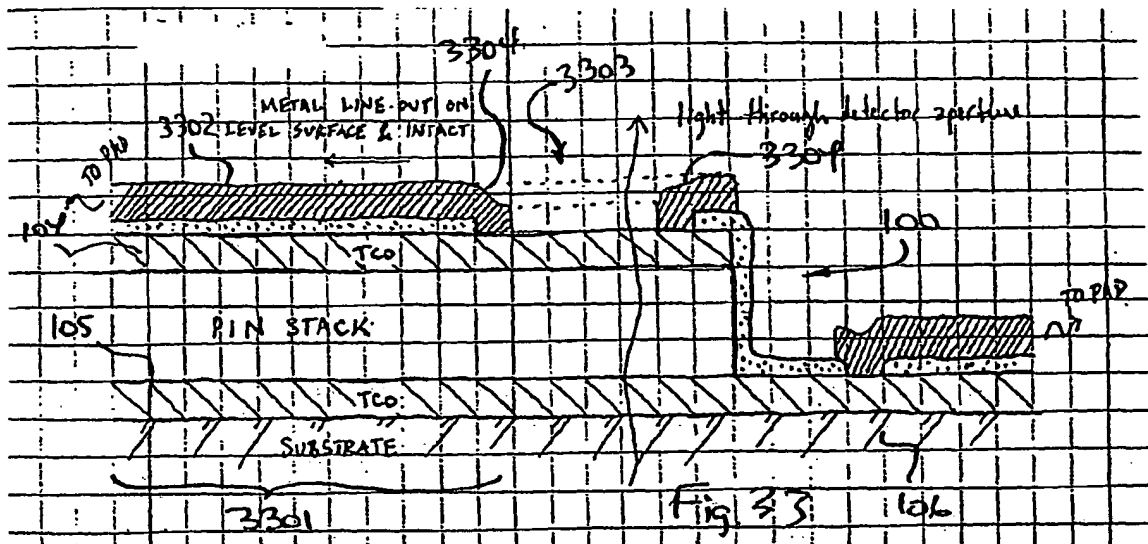 3304
3303
METAL LINE-OUT ON
3302 LEVEL SURFACE & INTACT
light through detector aperture
3304
TO PAD
104
TCO
100
TO PAD
105
PIN STACK
TCO
SUBSTRATE
3301
Fig 33
106